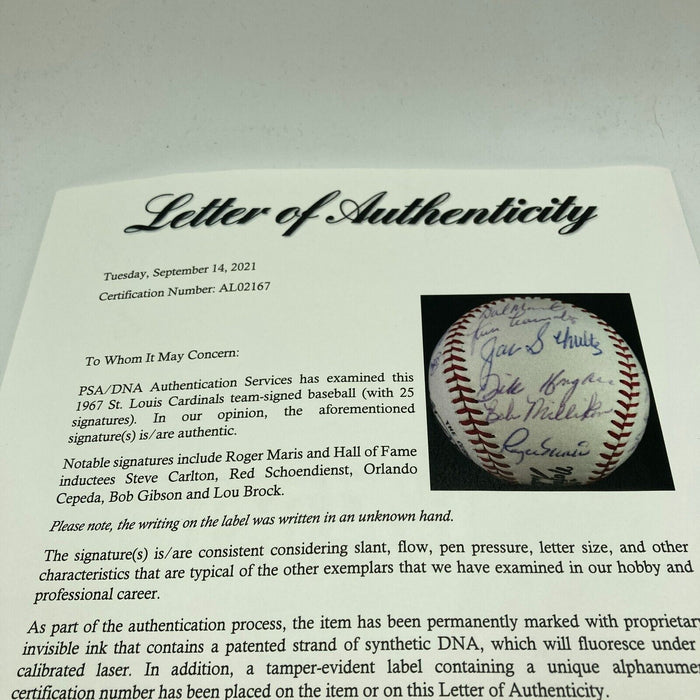 Letter of Authenticity
Tuesday, September 14, 2021
Certification Number: AL02167
To Whom It May Concern:
PSA/DNA Authentication Services has examined this
1967 St. Louis Cardinals team-signed baseball (with 25
signatures). In our opinion, the aforementioned
signature(s) is/are authentic.
Notable signatures include Roger Maris and Hall of Fame
inductees Steve Carlton, Red Schoendienst, Orlando
Cepeda, Bob Gibson and Lou Brock.
Please note, the writing on the label was written in an unknown hand.
The signature(s) is/are consistent considering slant, flow, pen pressure, letter size, and other
characteristics that are typical of the other exemplars that we have examined in our hobby and
professional career.
As part of the authentication process, the item has been permanently marked with proprietar
invisible ink that contains a patented strand of synthetic DNA, which will fluoresce under
calibrated laser. In addition, a tamper-evident label containing a unique alphanume
certification number has been placed on the item or on this Letter of Authenticity.
Dick Hughes
Bob Milliken
Roger Maris